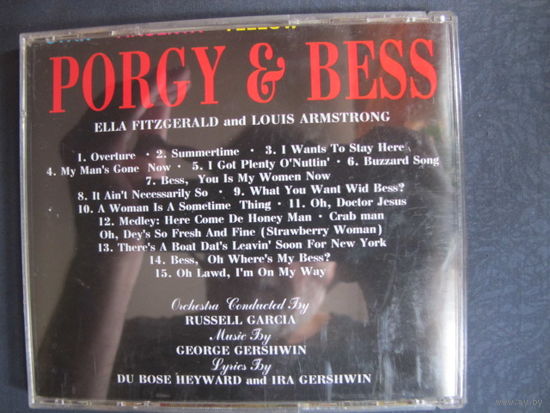 PORGY & BESS
ELLA FITZGERALD and LOUIS ARMSTRONG
1. Overture · 2. Summertime · 3. I Wants To Stay Here
4. My Man's Gone Now · 5. I Got Plenty O'Nuttin' · 6. Buzzard Song
7. Bess, You Is My Women Now
8. It Ain't Necessarily So · 9. What You Want Wid Bess?
10. A Woman Is A Sometime Thing · 11. Oh, Doctor Jesus
12. Medley: Here Come De Honey Man · Crab man
Oh, Dey's So Fresh And Fine (Strawberry Woman)
13. There's A Boat Dat's Leavin' Soon For New York
14. Bess, Oh Where's My Bess?
15. Oh Lawd, I'm On My Way
Orchestra Conducted By
RUSSELL GARCIA
Music By
GEORGE GERSHWIN
Lyrics By
DU BOSE HEYWARD and IRA GERSHWIN